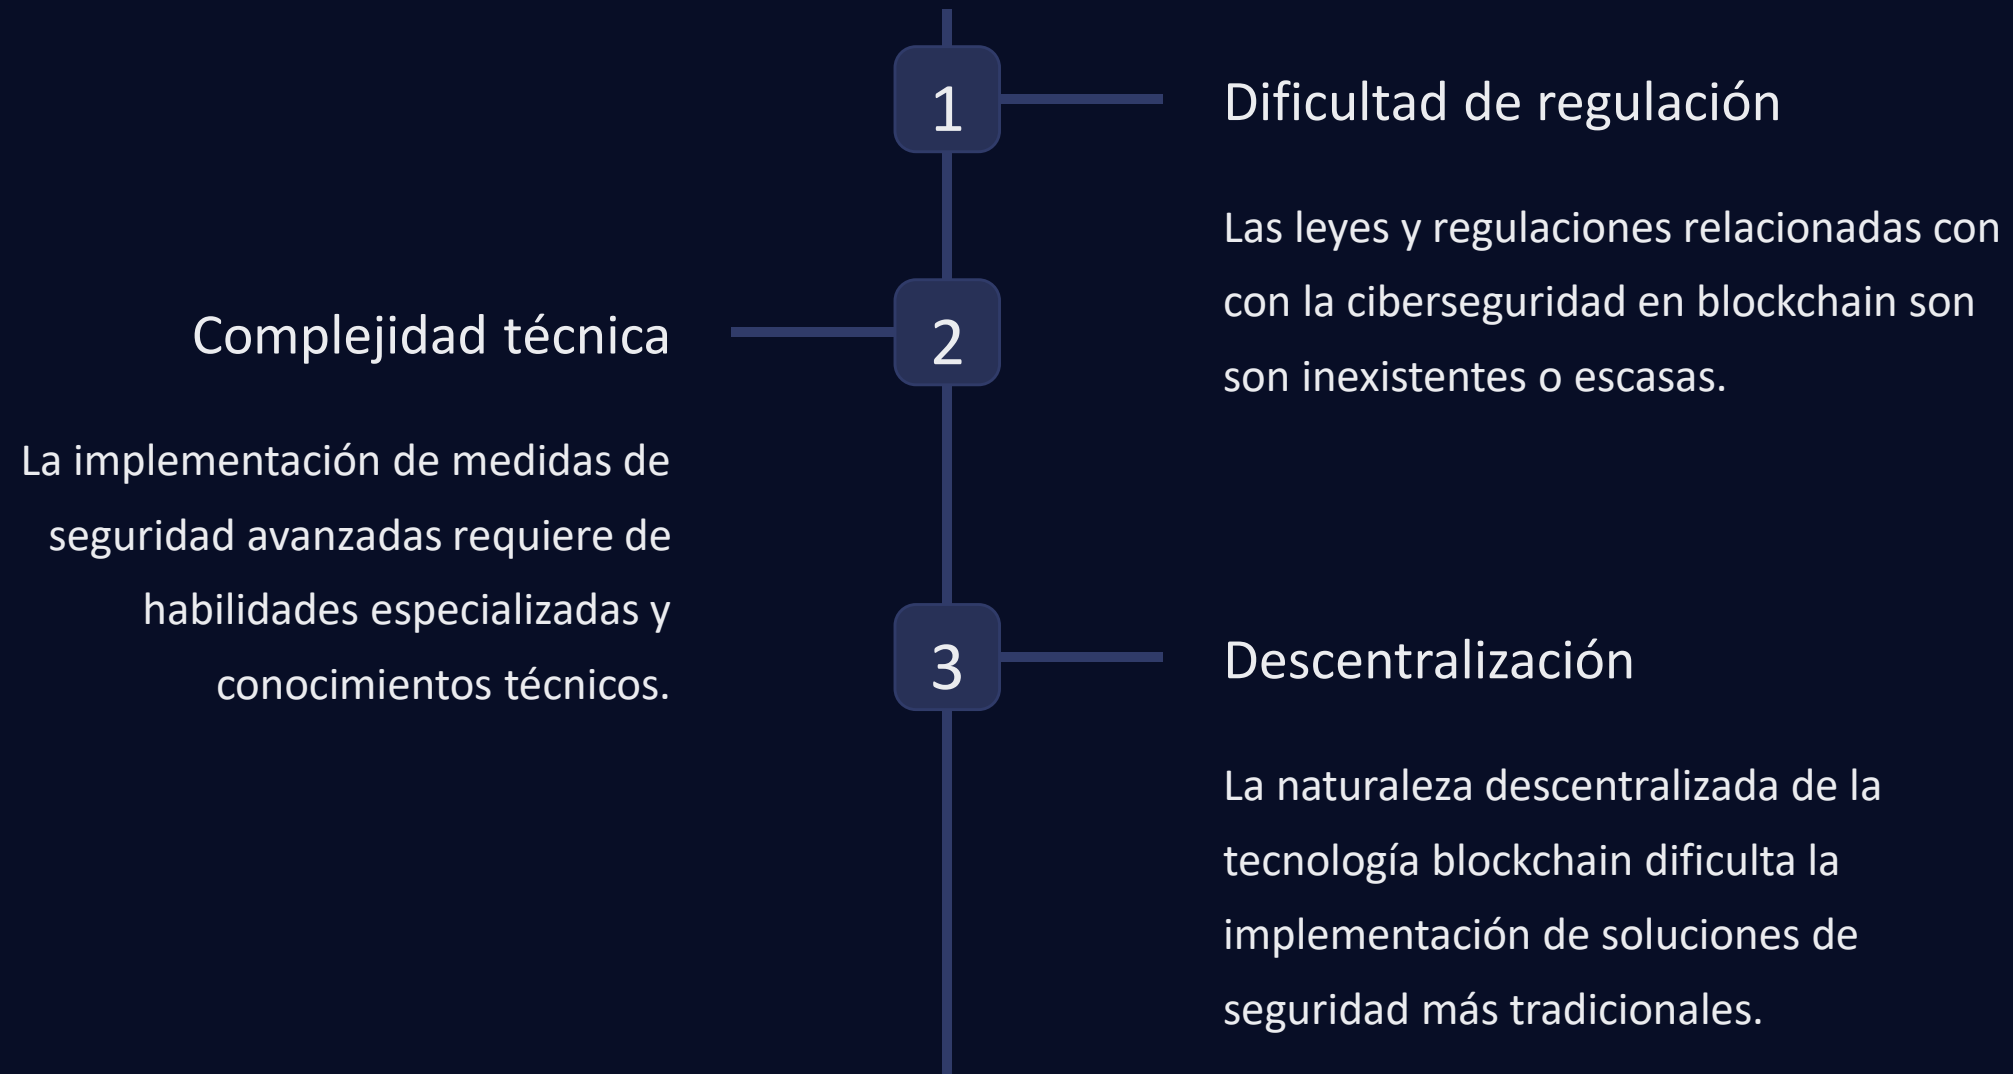 1
Dificultad de regulación
Las leyes y regulaciones relacionadas con
con la ciberseguridad en blockchain son
son inexistentes o escasas.
2
Complejidad técnica
La implementación de medidas de
seguridad avanzadas requiere de
habilidades especializadas y
conocimientos técnicos.
3
Descentralización
La naturaleza descentralizada de la
tecnología blockchain dificulta la
implementación de soluciones de
seguridad más tradicionales.